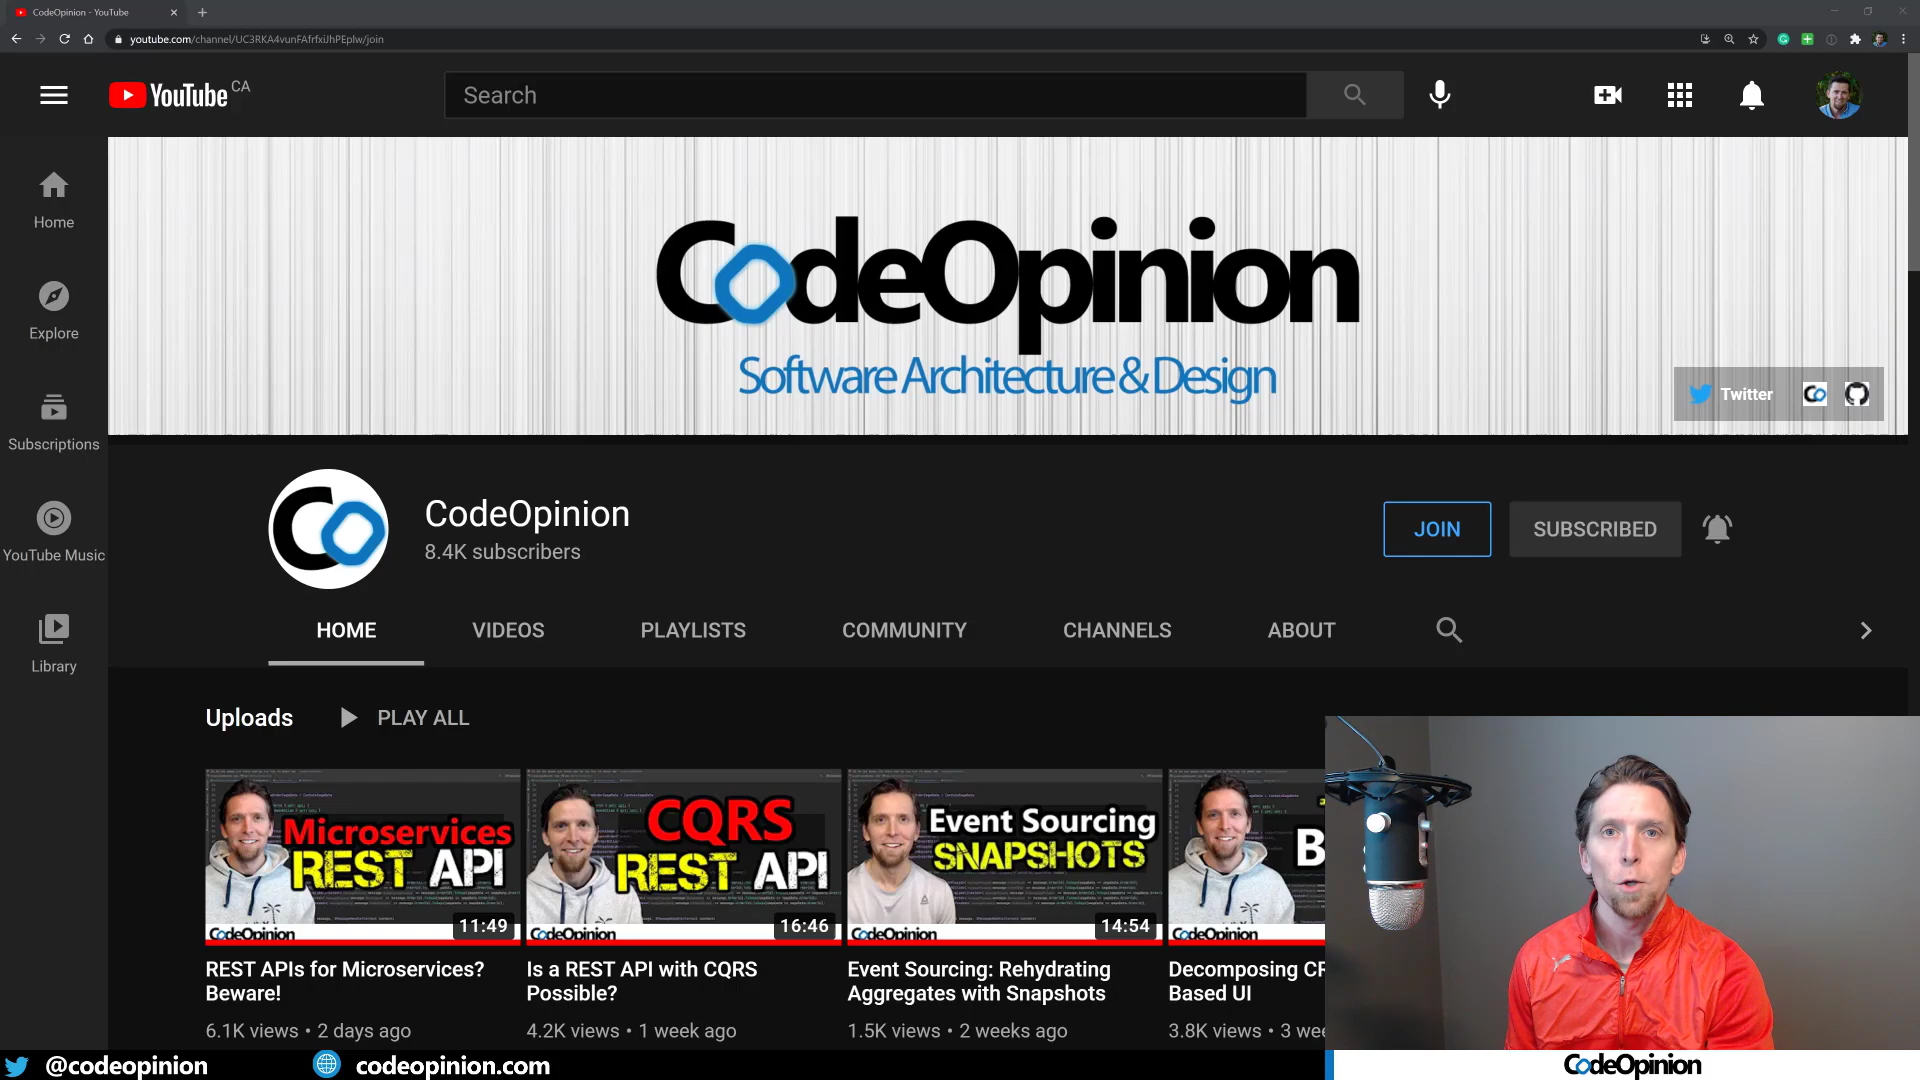 CodeOpinion - YouTube
youtube.com/channel/UC3RKA4vunFAfrfxiJhPEplw/join
YouTube CA
Search
Home
Explore
Subscriptions
YouTube Music
Library
CodeOpinion
Software Architecture & Design
Twitter
CodeOpinion
8.4K subscribers
JOIN
SUBSCRIBED
HOME
VIDEOS
PLAYLISTS
COMMUNITY
CHANNELS
ABOUT
Uploads
PLAY ALL
Microservices
REST API
11:49
CodeOpinion
REST APIs for Microservices?
Beware!
6.1K views • 2 days ago
CQRS
REST API
16:46
CodeOpinion
Is a REST API with CQRS
Possible?
4.2K views • 1 week ago
Event Sourcing
SNAPSHOTS
14:54
CodeOpinion
Event Sourcing: Rehydrating
Aggregates with Snapshots
1.5K views • 2 weeks ago
CodeOpinion
Decomposing
Based UI
3.8K views • 3
@codeopinion
codeopinion.com
CodeOpinion